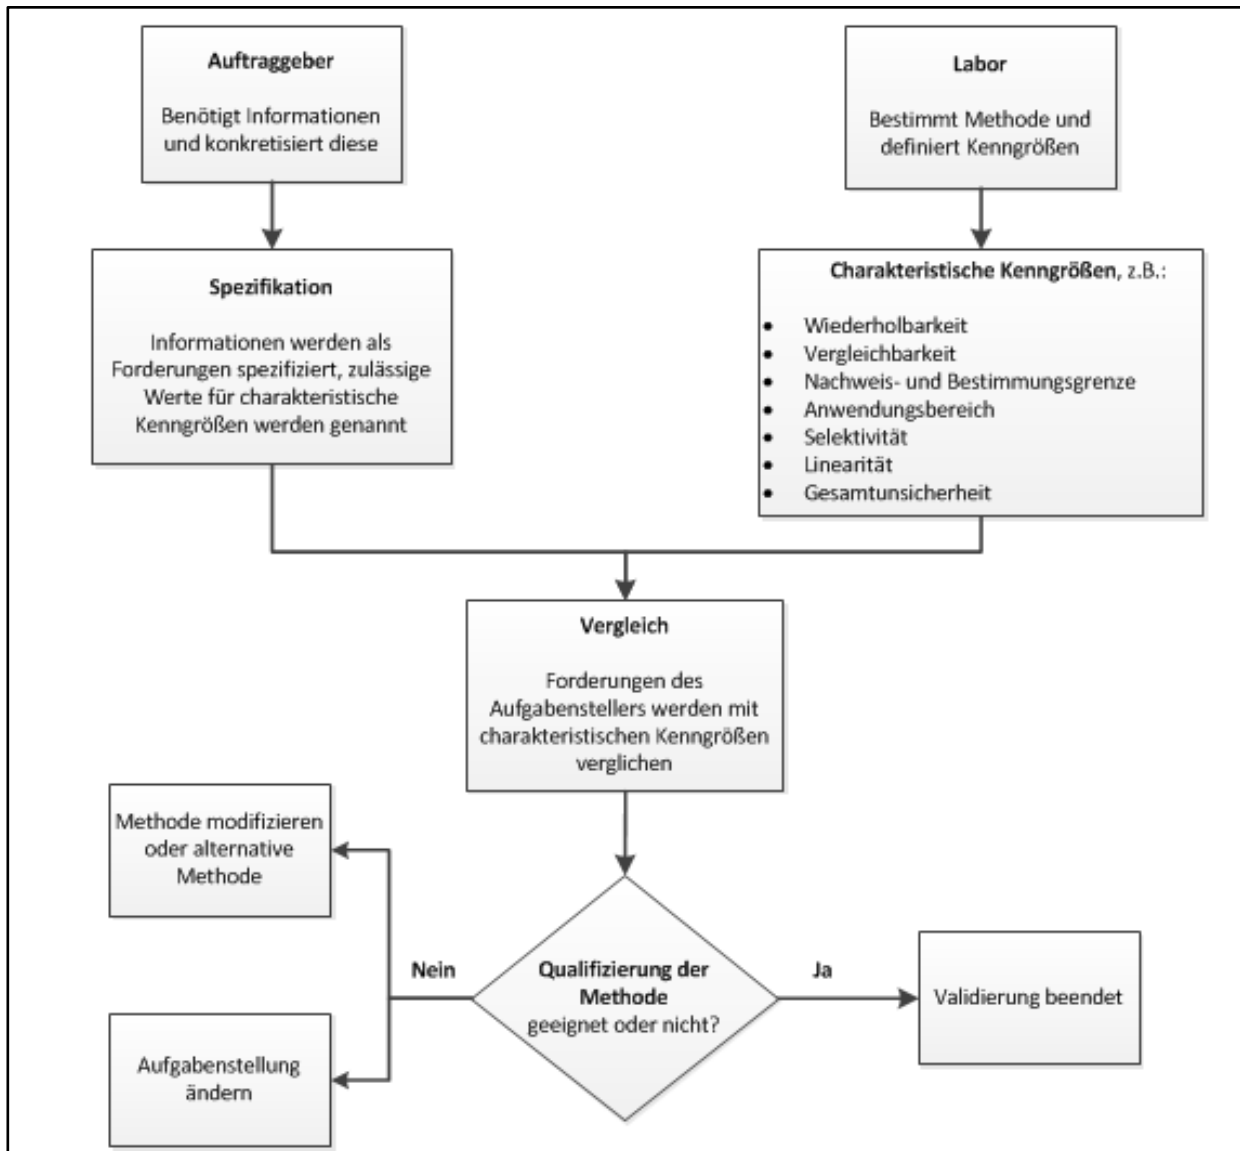 Auftraggeber
Benötigt Informationen
und konkretisiert diese
Labor
Bestimmt Methode und
definiert Kenngrößen
Spezifikation
Informationen werden als
Forderungen spezifiziert, zulässige
Werte für charakteristische
Kenngrößen werden genannt
Charakteristische Kenngrößen, z.B.:
• Wiederholbarkeit
• Vergleichbarkeit
• Nachweis- und Bestimmungsgrenze
• Anwendungsbereich
• Selektivität
• Linearität
• Gesamtunsicherheit
Vergleich
Forderungen des
Aufgabenstellers werden mit
charakteristischen Kenngrößen
verglichen
Methode modifizieren
oder alternative
Methode
Nein
Qualifizierung der
Methode
geeignet oder nicht?
Ja
Validierung beendet
Aufgabenstellung
ändern